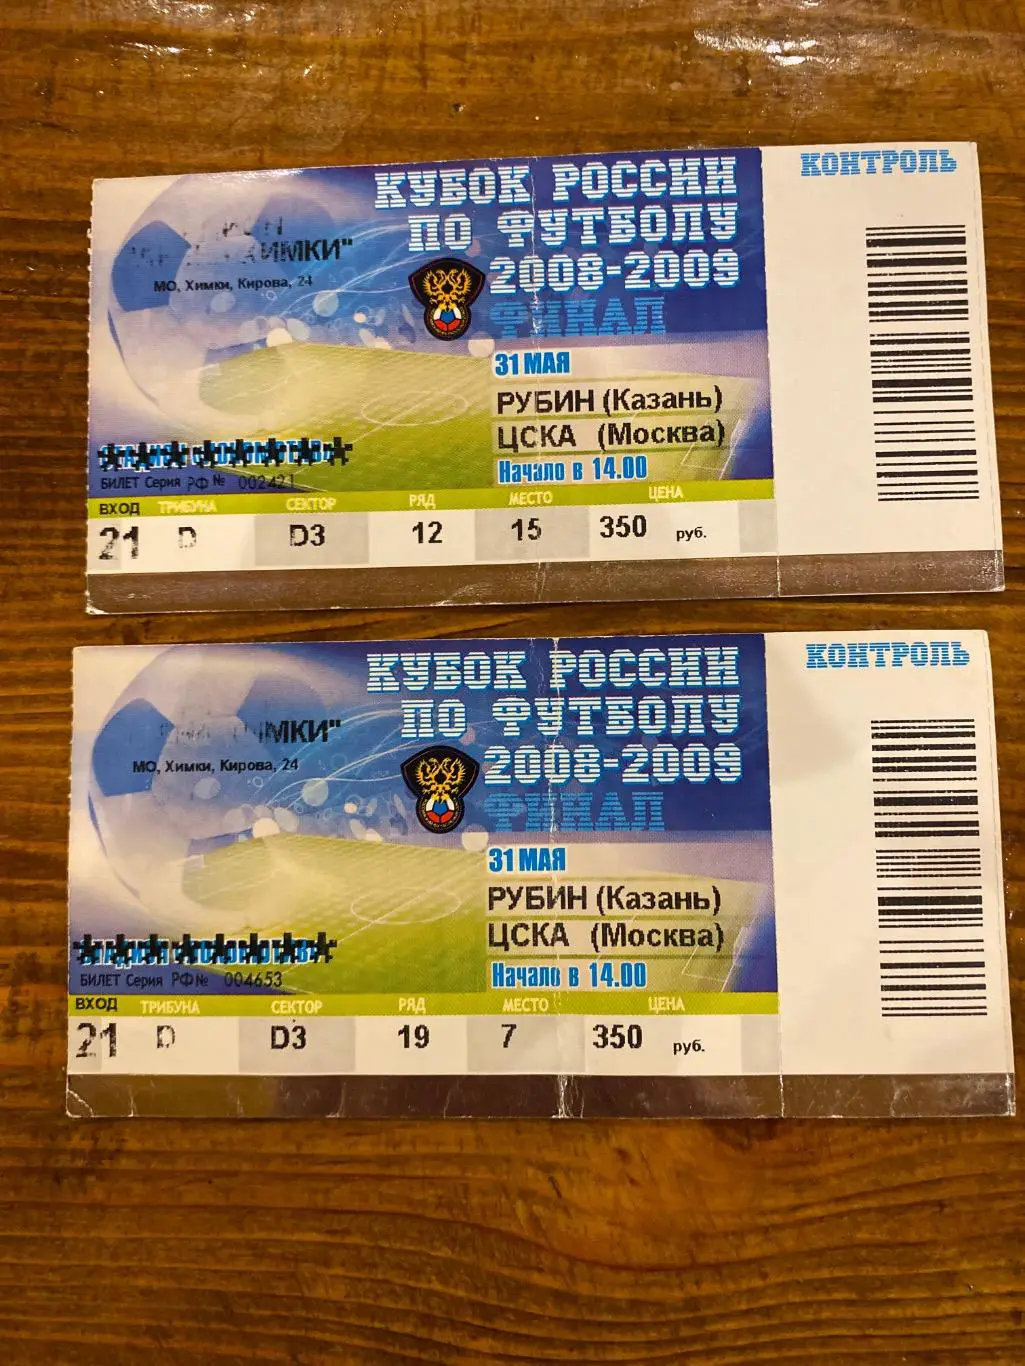 КУБОК РОССИИ
ПО ФУТБОЛУ
2008-2009
ФИНАЛ
КОНТРОЛЬ
ХИМКИ"
МО, Химки, Кирова, 24
31 МАЯ
РУБИН (Казань)
ЦСКА (Москва)
Начало в 14.00
БИЛЕТ Серия РФ № 002421
ВХОД ТРИБУНА СЕКТОР РЯД МЕСТО ЦЕНА
21 D D3 12 15 350 руб.
КУБОК РОССИИ
ПО ФУТБОЛУ
2008-2009
ФИНАЛ
КОНТРОЛЬ
ИМКИ"
МО, Химки, Кирова, 24
31 МАЯ
РУБИН (Казань)
ЦСКА (Москва)
Начало в 14.00
БИЛЕТ Серия РФ № 004653
ВХОД ТРИБУНА СЕКТОР РЯД МЕСТО ЦЕНА
21 D D3 19 7 350 руб.